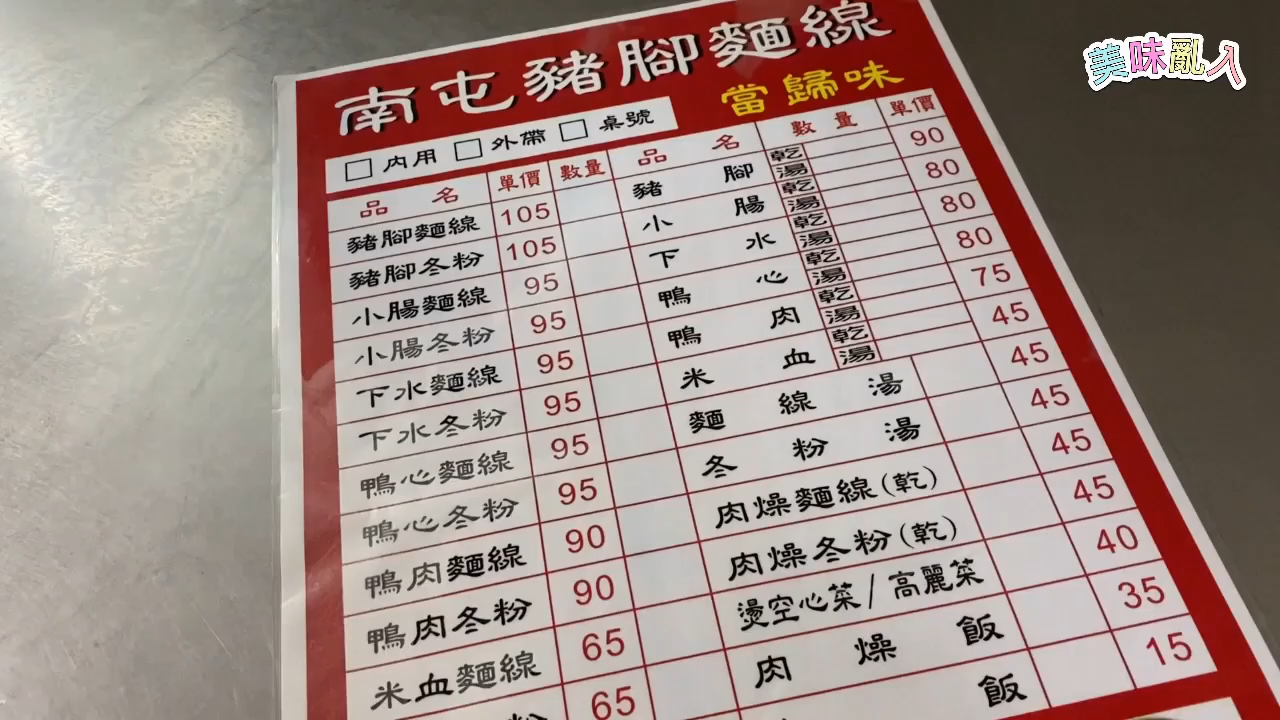 美味亂入
南屯豬腳麵線
當歸味
□內用 □外帶 □桌號
品名 單價 數量
豬腳麵線 105
豬腳冬粉 105
小腸麵線 95
小腸冬粉 95
下水麵線 95
下水冬粉 95
鴨心麵線 95
鴨心冬粉 95
鴨肉麵線 90
鴨肉冬粉 90
米血麵線 65
粉 65
品名 數量 單價
豬腳 乾 湯 90
小腸 乾 湯 80
下水 乾 湯 80
鴨心 乾 湯 80
鴨肉 乾 湯 75
米血 乾 湯 45
麵線湯 45
冬粉湯 45
肉燥麵線(乾) 45
肉燥冬粉(乾) 45
燙空心菜/高麗菜 40
肉燥飯 35
飯 15